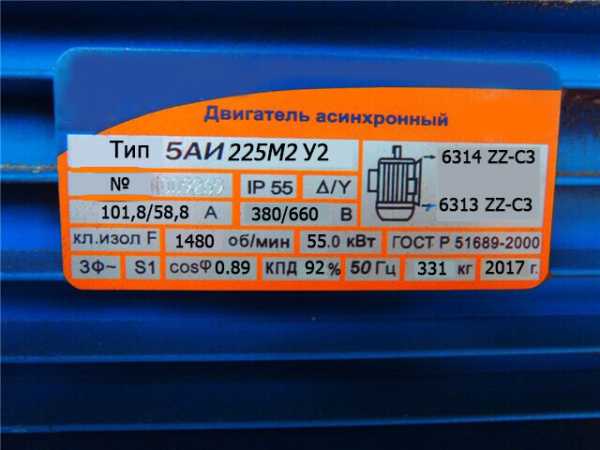 Двигатель асинхронный
Тип 5АИ 225М2 У2
№ IP 55 Δ/Y
101,8/58,8 А 380/660 В
6314 ZZ-C3
6313 ZZ-C3
кл.изол F 1480 об/мин 55.0 кВт ГОСТ Р 51689-2000
3Ф~ S1 cosφ 0.89 КПД 92% 50 Гц 331 кг 2017 г.